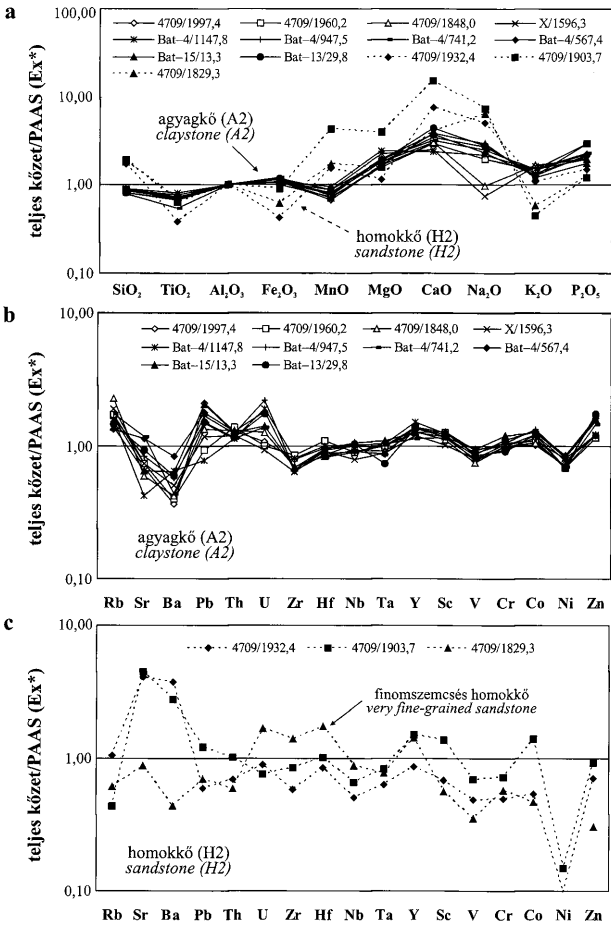 a
4709/1997,4 4709/1960,2 4709/1848,0 X/1596,3
Bat–4/1147,8 Bat–4/947,5 Bat–4/741,2 Bat–4/567,4
Bat–15/13,3 Bat–13/29,8 4709/1932,4 4709/1903,7
4709/1829,3
teljes kőzet/PAAS (Ex*)
100,00
10,00
1,00
0,10
agyagkő (A2)
claystone (A2)
homokkő (H2)
sandstone (H2)
SiO₂ TiO₂ Al₂O₃ Fe₂O₃ MnO MgO CaO Na₂O K₂O P₂O₅
b
4709/1997,4 4709/1960,2 4709/1848,0 X/1596,3
Bat–4/1147,8 Bat–4/947,5 Bat–4/741,2 Bat–4/567,4
Bat–15/13,3 Bat–13/29,8
teljes kőzet/PAAS (Ex*)
10,00
1,00
0,10
agyagkő (A2)
claystone (A2)
Rb Sr Ba Pb Th U Zr Hf Nb Ta Y Sc V Cr Co Ni Zn
c
4709/1932,4 4709/1903,7 4709/1829,3
teljes kőzet/PAAS (Ex*)
10,00
1,00
0,10
finomszemcsés homokkő
very fine-grained sandstone
homokkő (H2)
sandstone (H2)
Rb Sr Ba Pb Th U Zr Hf Nb Ta Y Sc V Cr Co Ni Zn